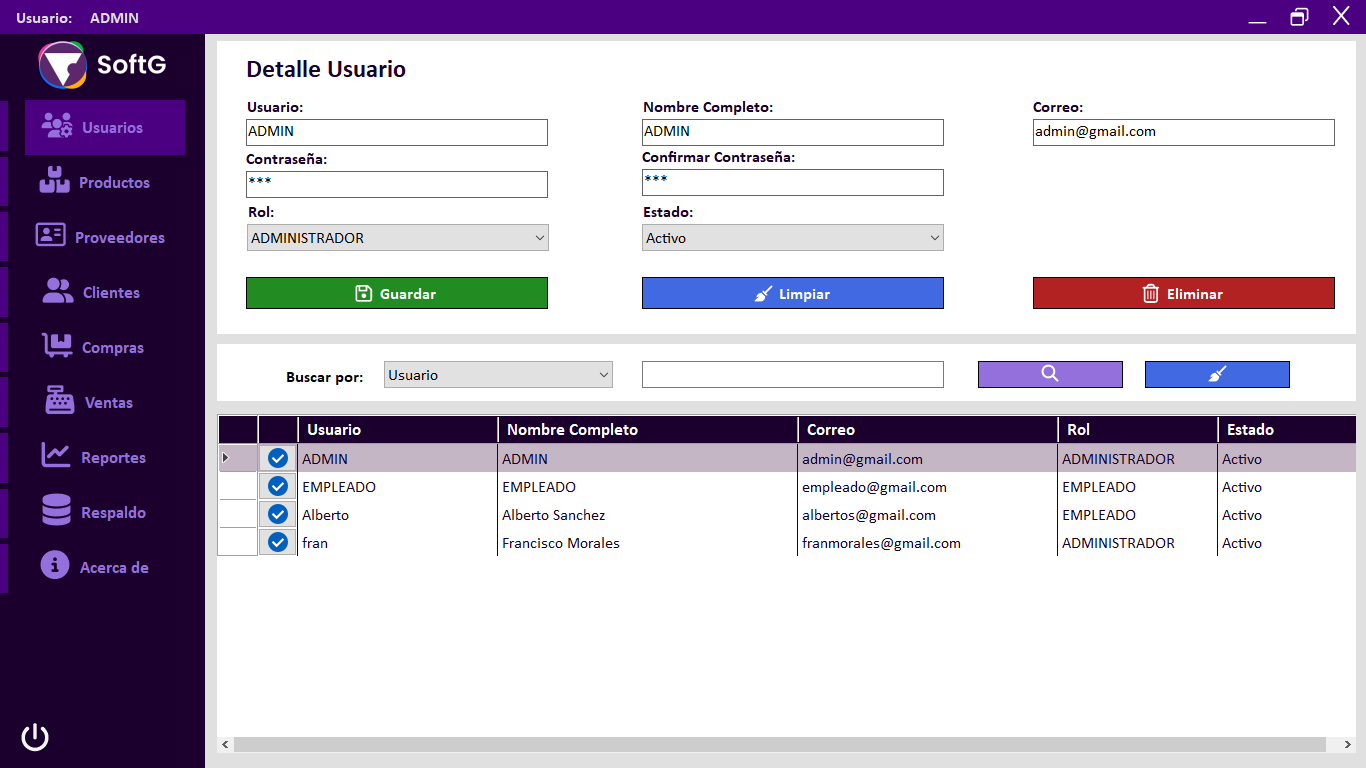 Usuario: ADMIN
SoftG
Usuarios
Productos
Proveedores
Clientes
Compras
Ventas
Reportes
Respaldo
Acerca de
Detalle Usuario
Usuario: Nombre Completo: Correo:
ADMIN ADMIN admin@gmail.com
Contraseña: Confirmar Contraseña:
*** ***
Rol: Estado:
ADMINISTRADOR Activo
Guardar Limpiar Eliminar
Buscar por: Usuario
Usuario Nombre Completo Correo Rol Estado
ADMIN ADMIN admin@gmail.com ADMINISTRADOR Activo
EMPLEADO EMPLEADO empleado@gmail.com EMPLEADO Activo
Alberto Alberto Sanchez albertos@gmail.com EMPLEADO Activo
fran Francisco Morales franmorales@gmail.com ADMINISTRADOR Activo